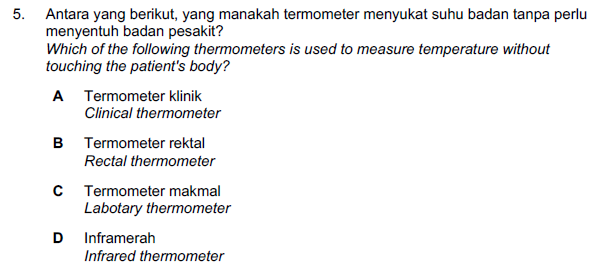 5. Antara yang berikut, yang manakah termometer menyukat suhu badan tanpa perlu
menyentuh badan pesakit?
Which of the following thermometers is used to measure temperature without
touching the patient's body?
A Termometer klinik
Clinical thermometer
B Termometer rektal
Rectal thermometer
C Termometer makmal
Labotary thermometer
D Inframerah
Infrared thermometer